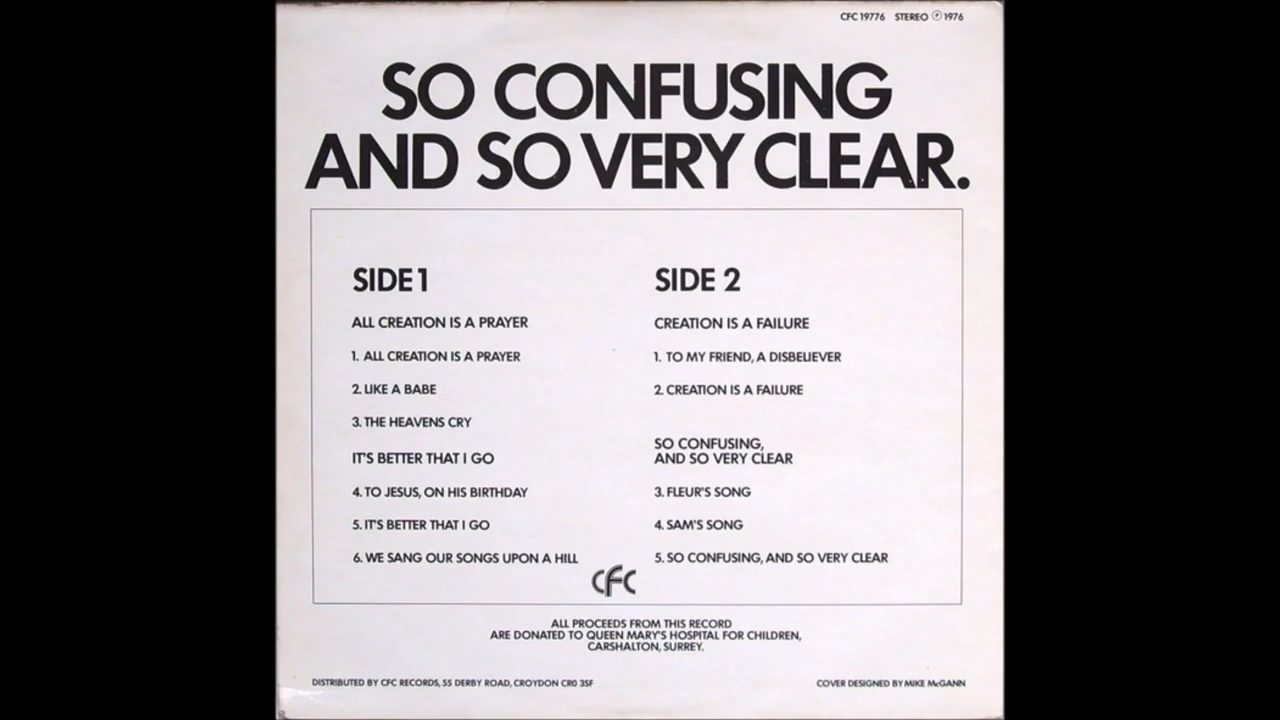 CFC 19776 STEREO ℗ 1976
SO CONFUSING
AND SO VERY CLEAR.
SIDE 1
ALL CREATION IS A PRAYER
1. ALL CREATION IS A PRAYER
2. LIKE A BABE
3. THE HEAVENS CRY
IT'S BETTER THAT I GO
4. TO JESUS, ON HIS BIRTHDAY
5. IT'S BETTER THAT I GO
6. WE SANG OUR SONGS UPON A HILL
SIDE 2
CREATION IS A FAILURE
1. TO MY FRIEND, A DISBELIEVER
2. CREATION IS A FAILURE
SO CONFUSING,
AND SO VERY CLEAR
3. FLEUR'S SONG
4. SAM'S SONG
5. SO CONFUSING, AND SO VERY CLEAR
CFC
ALL PROCEEDS FROM THIS RECORD
ARE DONATED TO QUEEN MARY'S HOSPITAL FOR CHILDREN,
CARSHALTON, SURREY.
DISTRIBUTED BY CFC RECORDS, 55 DERBY ROAD, CROYDON CR0 3SF
COVER DESIGNED BY MIKE McGANN